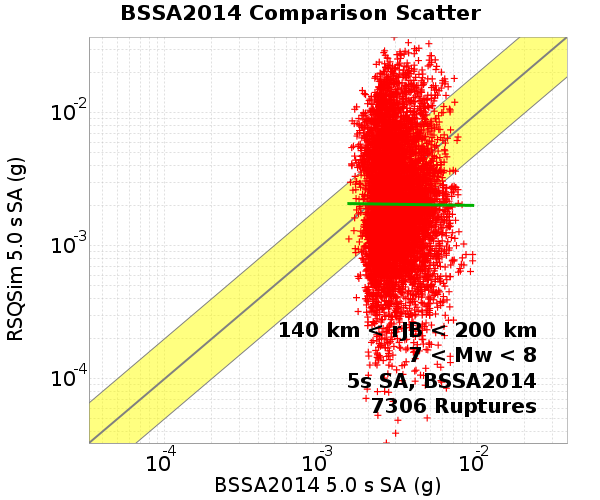 BSSA2014 Comparison Scatter
RSQSim 5.0 s SA (g)
10-2
10-3
10-4
140 km < rJB < 200 km
7 < Mw < 8
5s SA, BSSA2014
7306 Ruptures
10-4 10-3 10-2
BSSA2014 5.0 s SA (g)